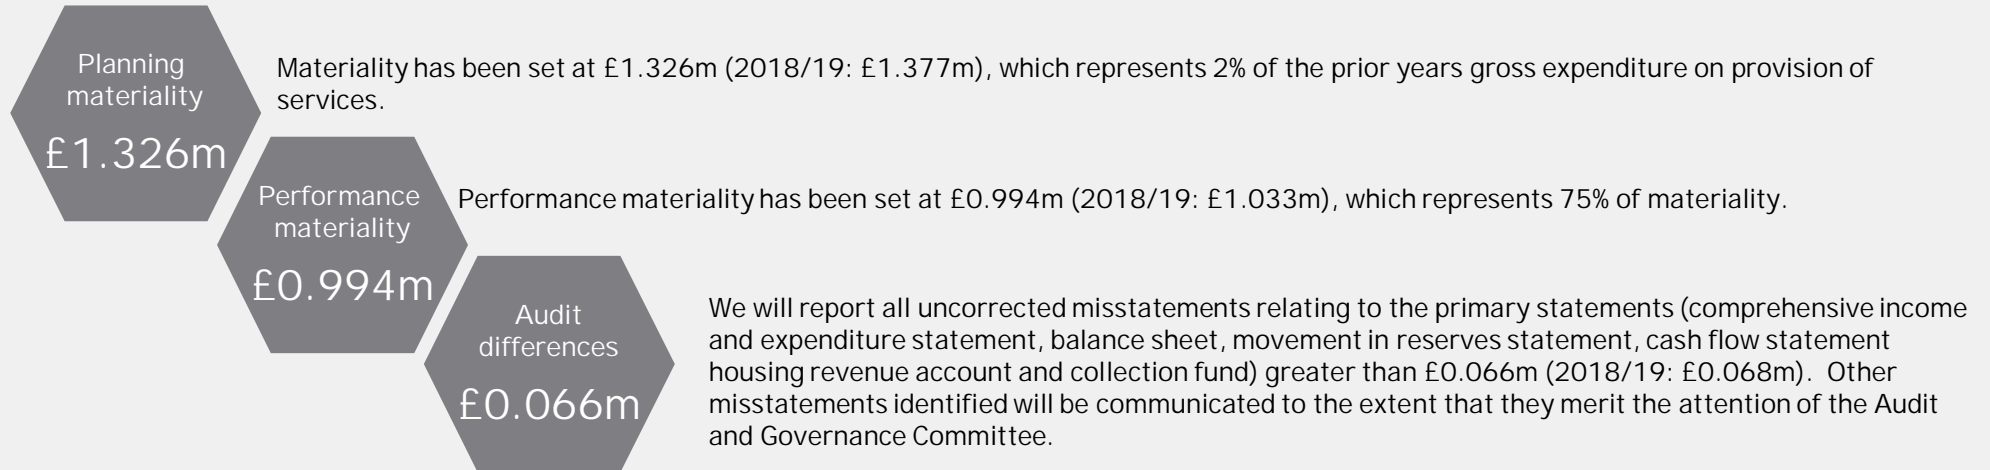 Planning
materiality
£1.326m
Materiality has been set at £1.326m (2018/19: £1.377m), which represents 2% of the prior years gross expenditure on provision of
services.
Performance
materiality
£0.994m
Performance materiality has been set at £0.994m (2018/19: £1.033m), which represents 75% of materiality.
Audit
differences
£0.066m
We will report all uncorrected misstatements relating to the primary statements (comprehensive income
and expenditure statement, balance sheet, movement in reserves statement, cash flow statement
housing revenue account and collection fund) greater than £0.066m (2018/19: £0.068m).  Other
misstatements identified will be communicated to the extent that they merit the attention of the Audit
and Governance Committee.